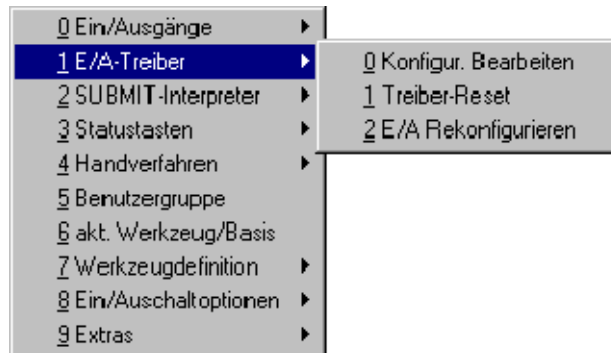 0 Ein/Ausgänge
1 E/A-Treiber
0 Konfigur. Bearbeiten
2 SUBMIT-Interpreter
1 Treiber-Reset
3 Statustasten
2 E/A Rekonfigurieren
4 Handverfahren
5 Benutzergruppe
6 akt. Werkzeug/Basis
7 Werkzeugdefinition
8 Ein/Auschaltoptionen
9 Extras